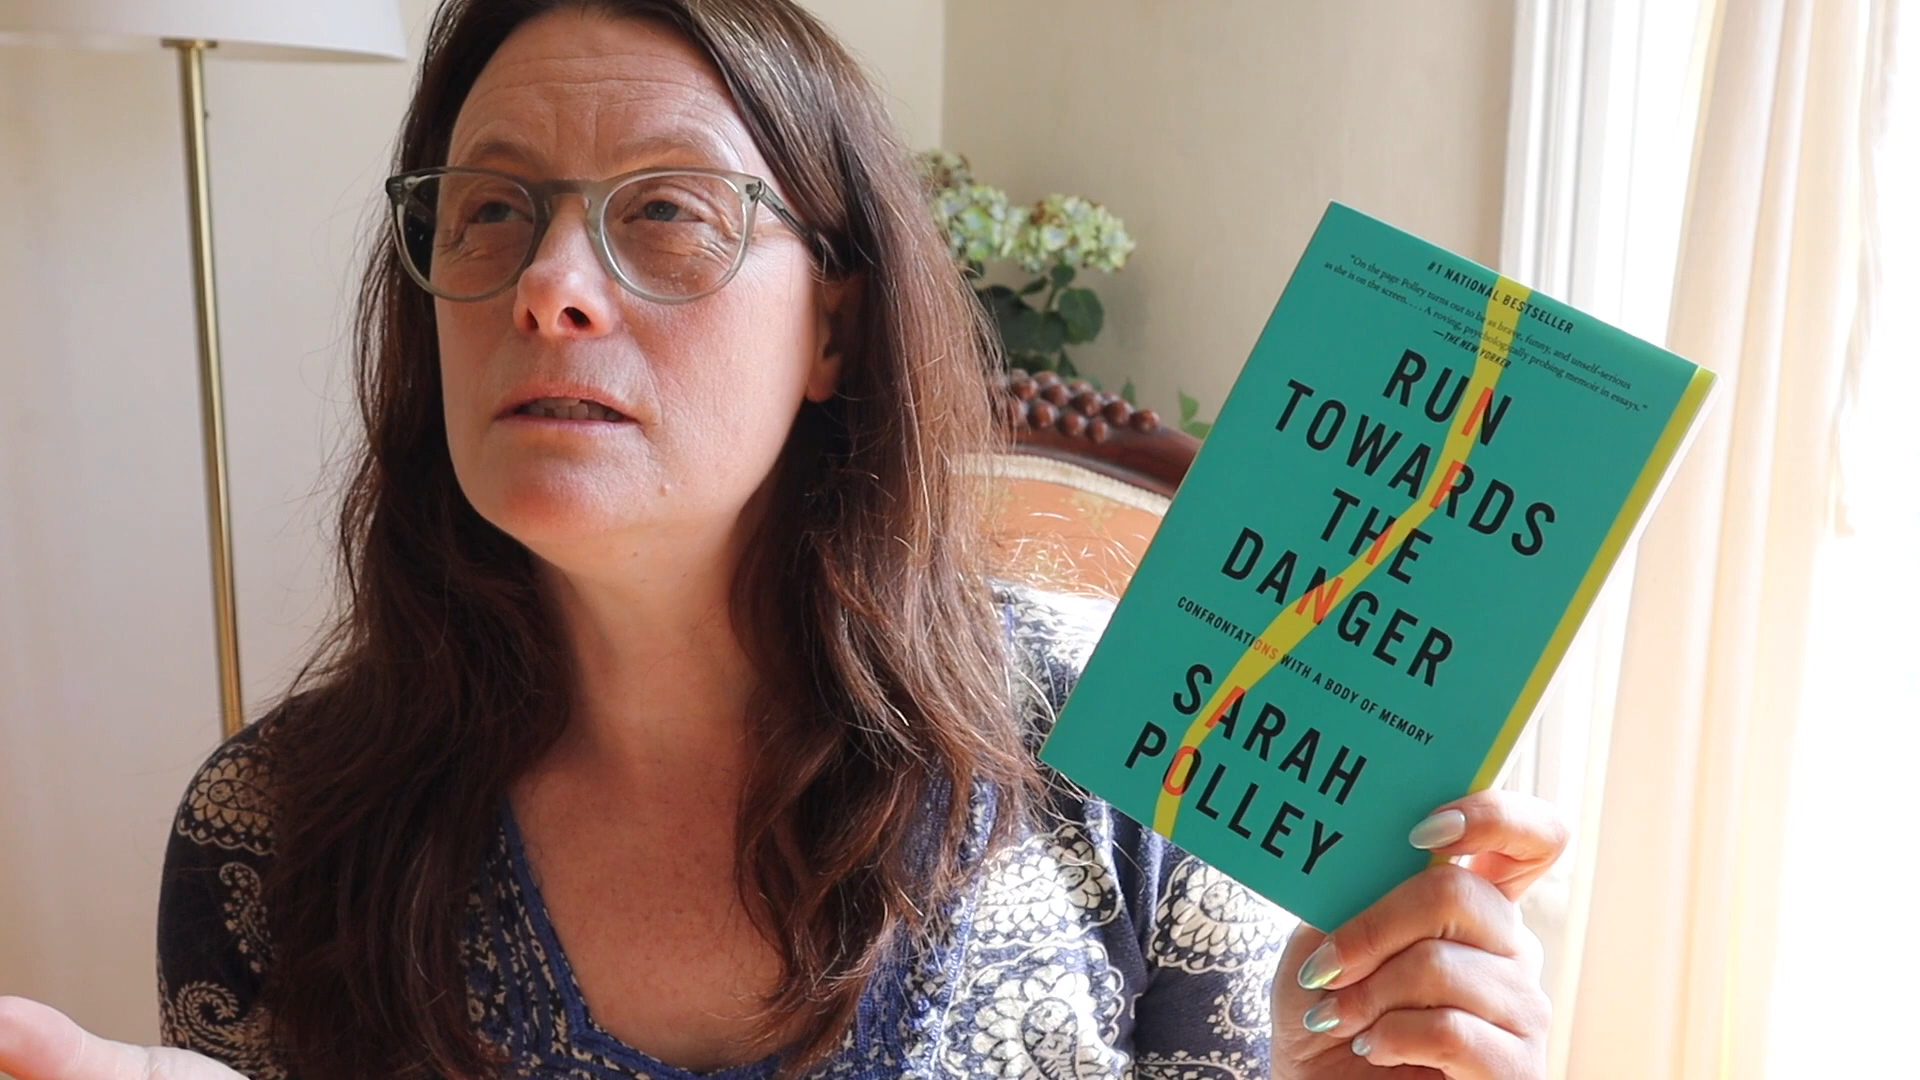 #1 NATIONAL BESTSELLER
"On the page Polley turns out to be as brave, funny, and unself-serious
as she is on the screen. . . . A roving, psychologically probing memoir in essays."
—THE NEW YORKER
RUN
TOWARDS
THE
DANGER
CONFRONTATIONS WITH A BODY OF MEMORY
SARAH
POLLEY